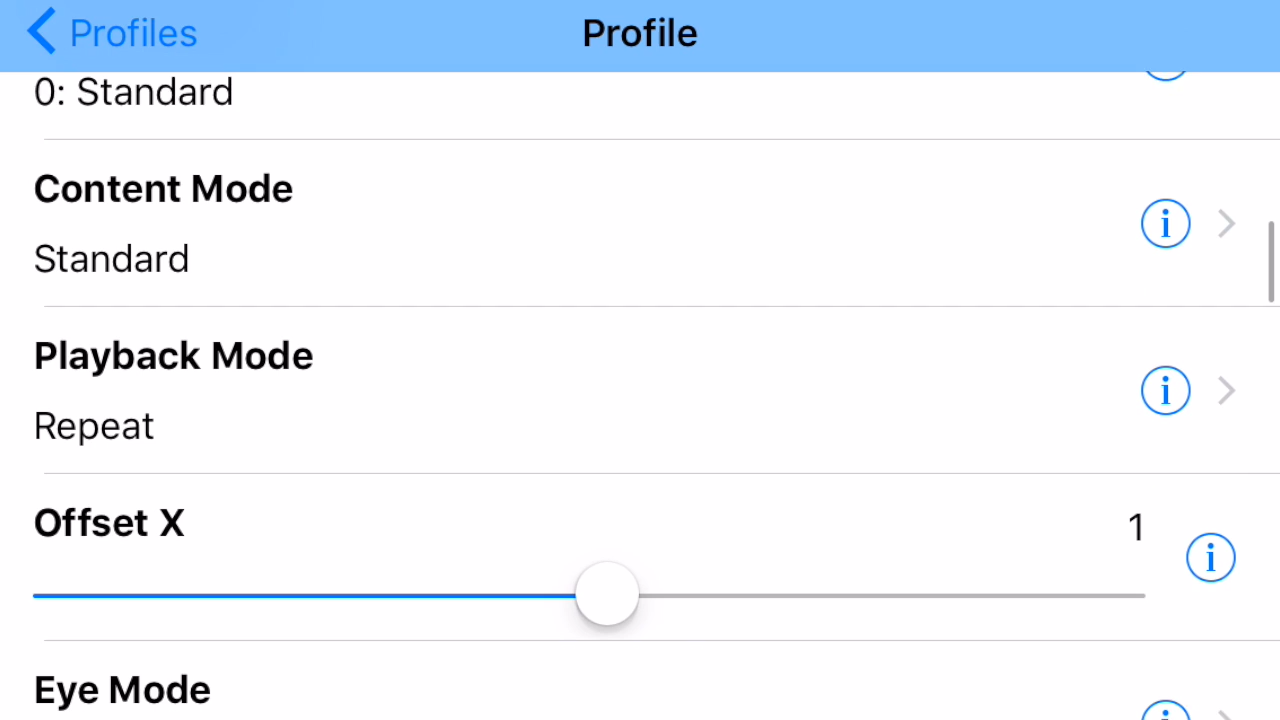 Profiles
Profile
0: Standard
Content Mode
Standard
Playback Mode
Repeat
Offset X
1
Eye Mode